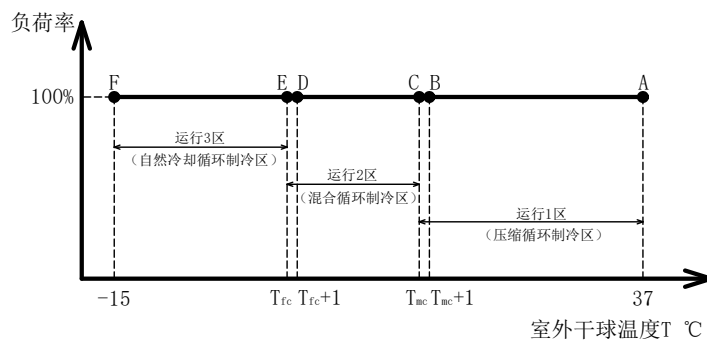 负荷率
F E D C B A
100%
运行3区
（自然冷却循环制冷区）
运行2区
（混合循环制冷区）
运行1区
（压缩循环制冷区）
-15 Tfc Tfc+1 Tmc Tmc+1 37
室外干球温度T ℃